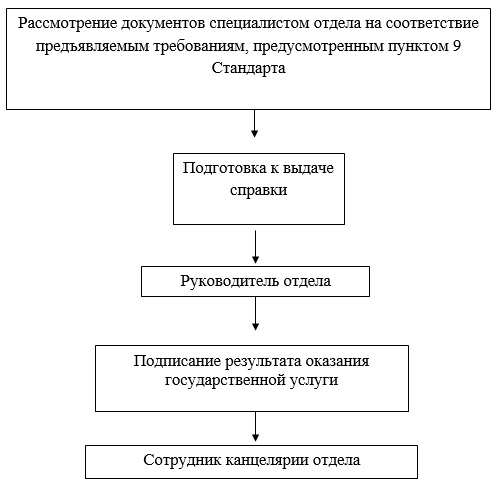 Рассмотрение документов специалистом отдела на соответствие
предъявляемым требованиям, предусмотренным пунктом 9
Стандарта
Подготовка к выдаче
справки
Руководитель отдела
Подписание результата оказания
государственной услуги
Сотрудник канцелярии отдела